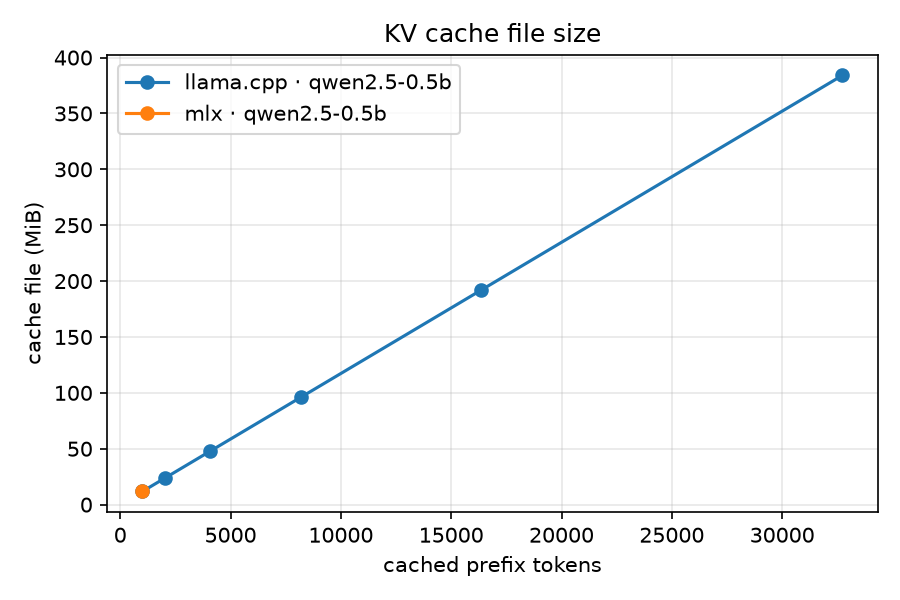 KV cache file size
400
350
300
250
200
150
100
50
0
cache file (MiB)
llama.cpp · qwen2.5-0.5b
mlx · qwen2.5-0.5b
0 5000 10000 15000 20000 25000 30000
cached prefix tokens